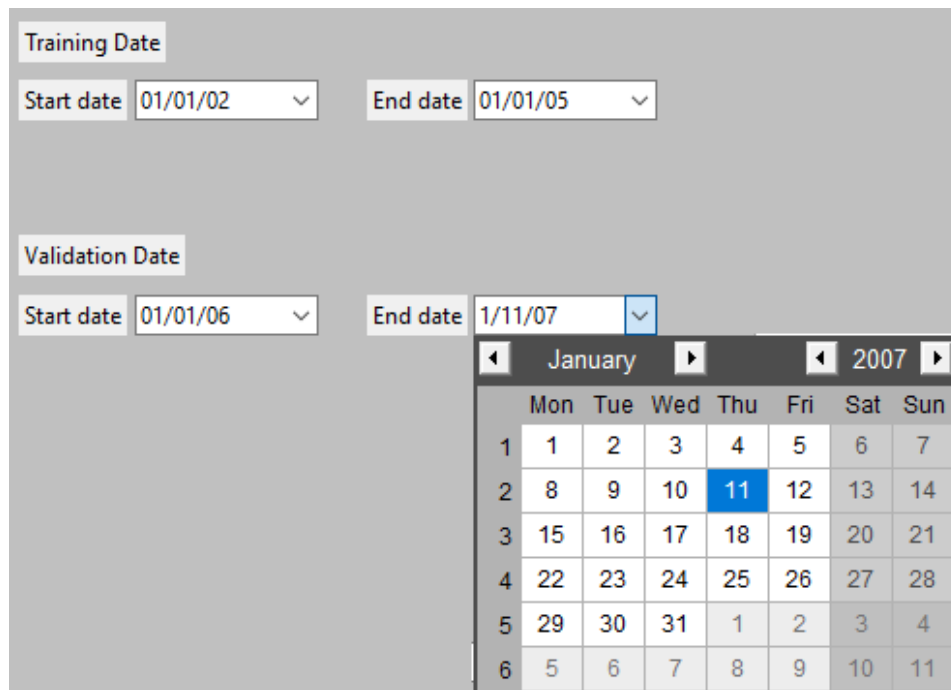 Training Date
Start date 01/01/02 End date 01/01/05
Validation Date
Start date 01/01/06 End date 1/11/07
January 2007
Mon Tue Wed Thu Fri Sat Sun
1 1 2 3 4 5 6 7
2 8 9 10 11 12 13 14
3 15 16 17 18 19 20 21
4 22 23 24 25 26 27 28
5 29 30 31 1 2 3 4
6 5 6 7 8 9 10 11